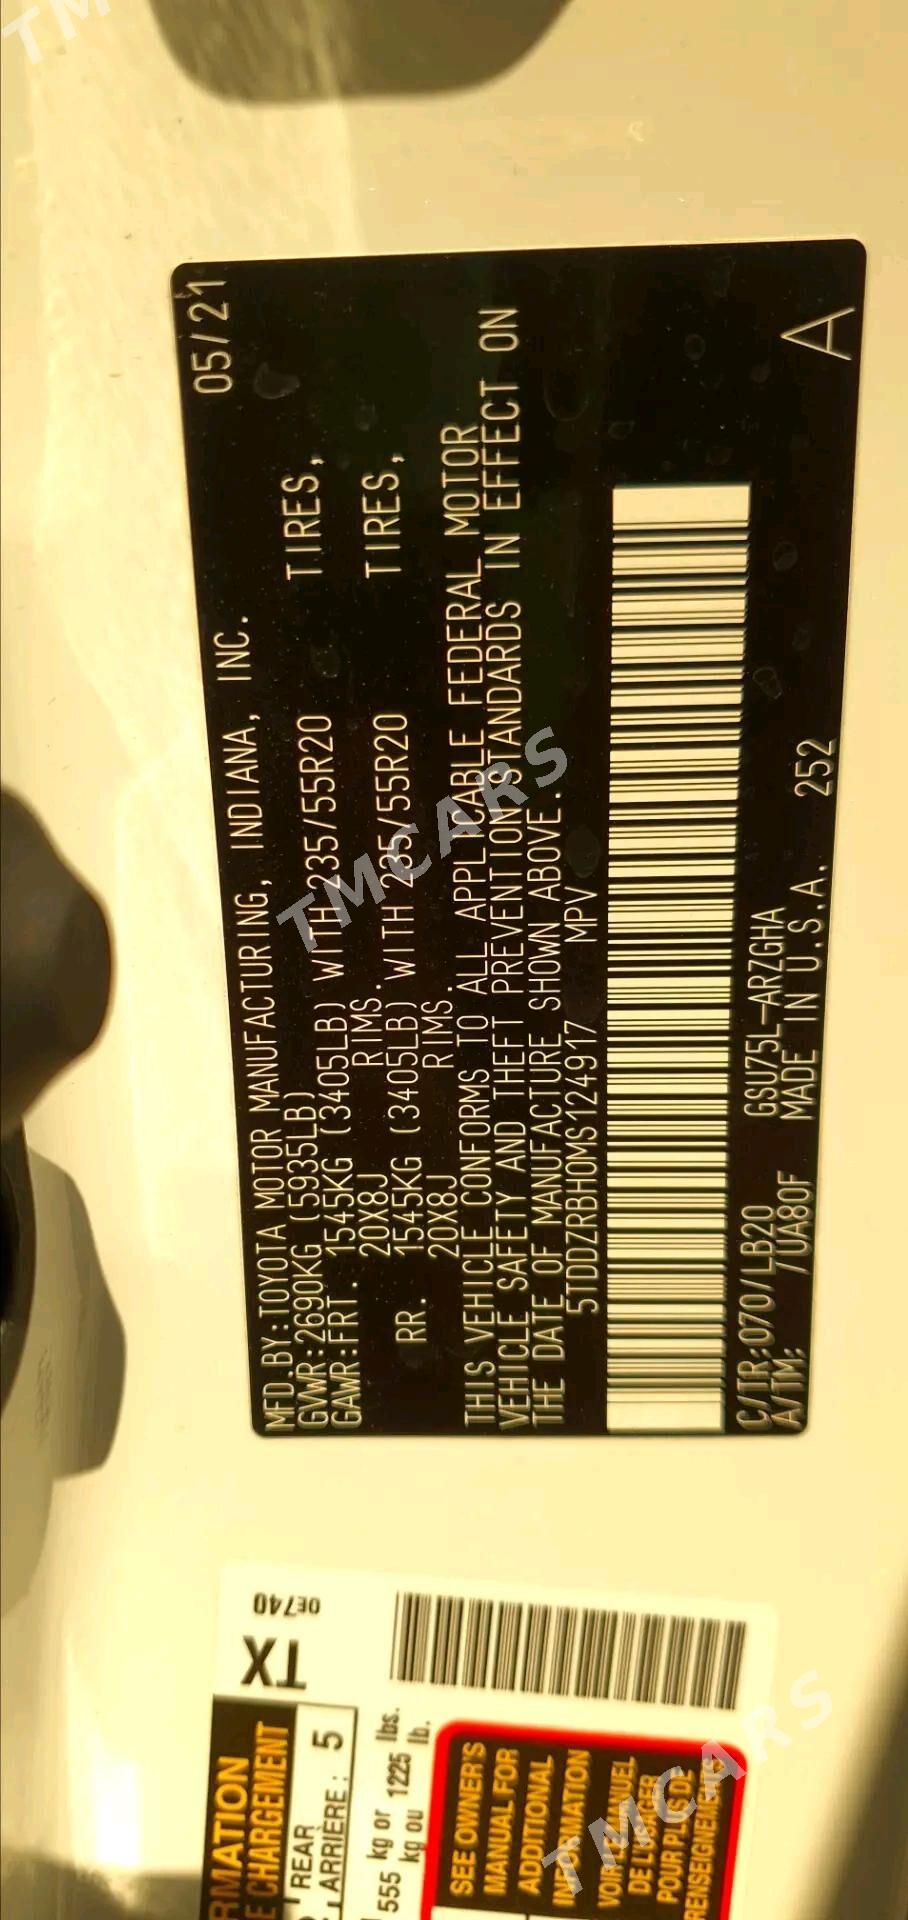 05/21
MFD.BY:TOYOTA MOTOR MANUFACTURING, INDIANA, INC.
GVWR:2690KG (5935LB)
GAWR:FRT. 1545KG (3405LB) WITH 235/55R20 TIRES,
20X8J RIMS.
RR. 1545KG (3405LB) WITH 235/55R20 TIRES,
20X8J RIMS.
THIS VEHICLE CONFORMS TO ALL APPLICABLE FEDERAL MOTOR
VEHICLE SAFETY AND THEFT PREVENTION STANDARDS IN EFFECT ON
THE DATE OF MANUFACTURE SHOWN ABOVE.
5TDDZRBH0MS124917 MPV
C/TR:070/LB20 GSU75L-ARZGHA
A/TM: /UA80F MADE IN U.S.A. 252
A
TX
0E740
RMATION
E CHARGEMENT
REAR
ARRIÈRE : 5
555 kg or 1225 lbs.
kg ou lb.
SEE OWNER'S
MANUAL FOR
ADDITIONAL
INFORMATION
VOIR LE MANUEL
DE L'USAGER
POUR PLUS DE
RENSEIGNEMENTS
TMCARS
TMCARS
TM